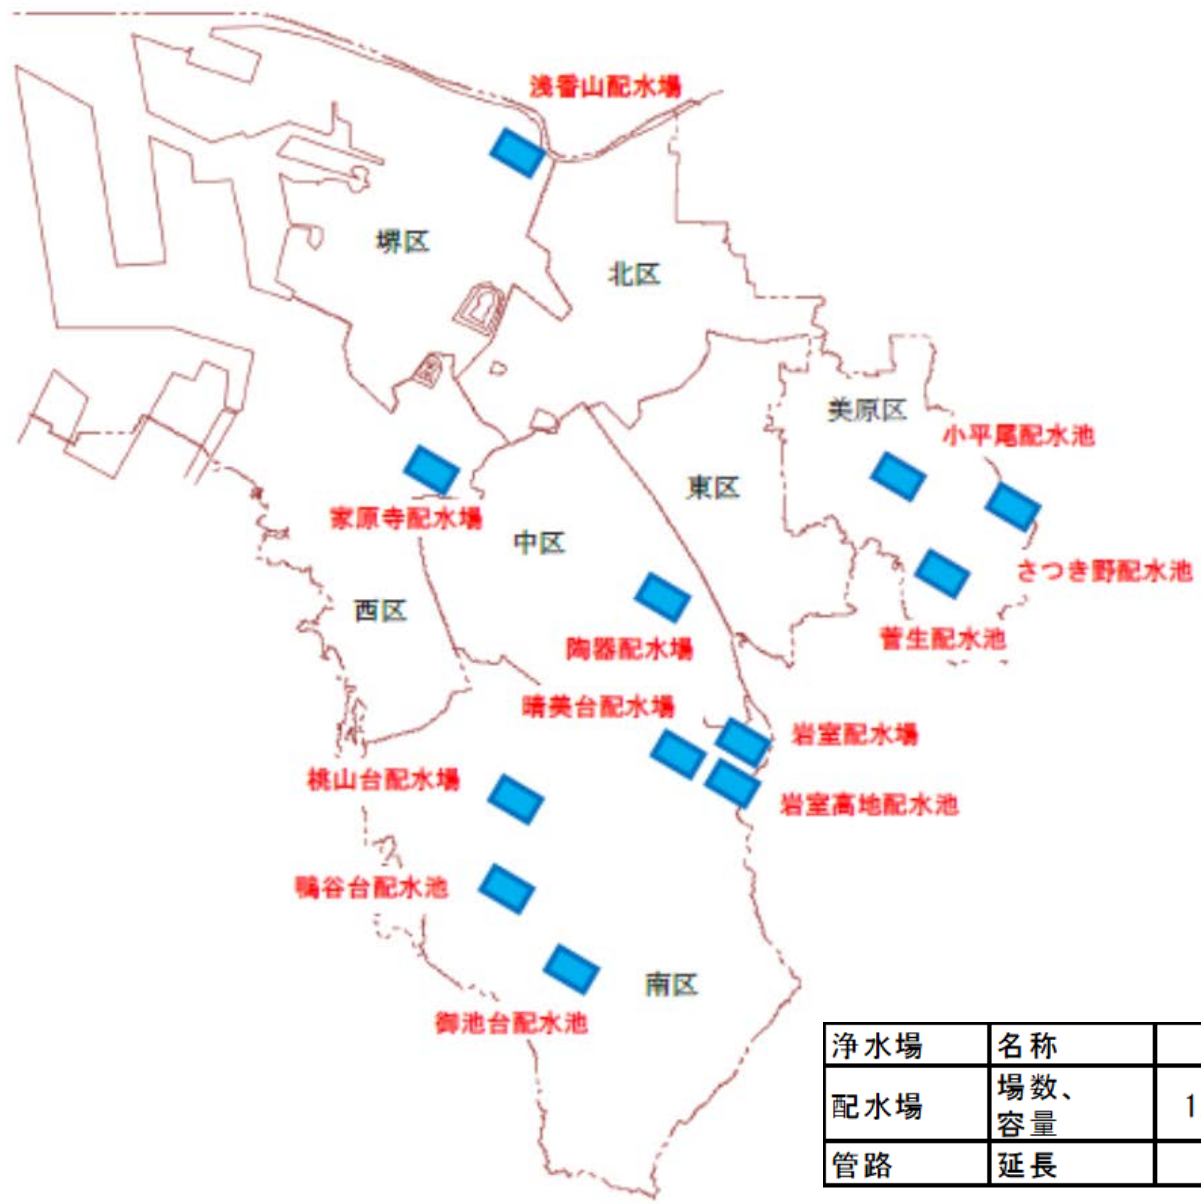 浅香山配水場
堺区
北区
美原区
小平尾配水池
東区
家原寺配水場
中区
さつき野配水池
西区
菅生配水池
陶器配水場
晴美台配水場
岩室配水場
桃山台配水場
岩室高地配水池
鴨谷台配水池
南区
御池台配水池
浄水場 名称
配水場 場数、
容量 1
管路 延長